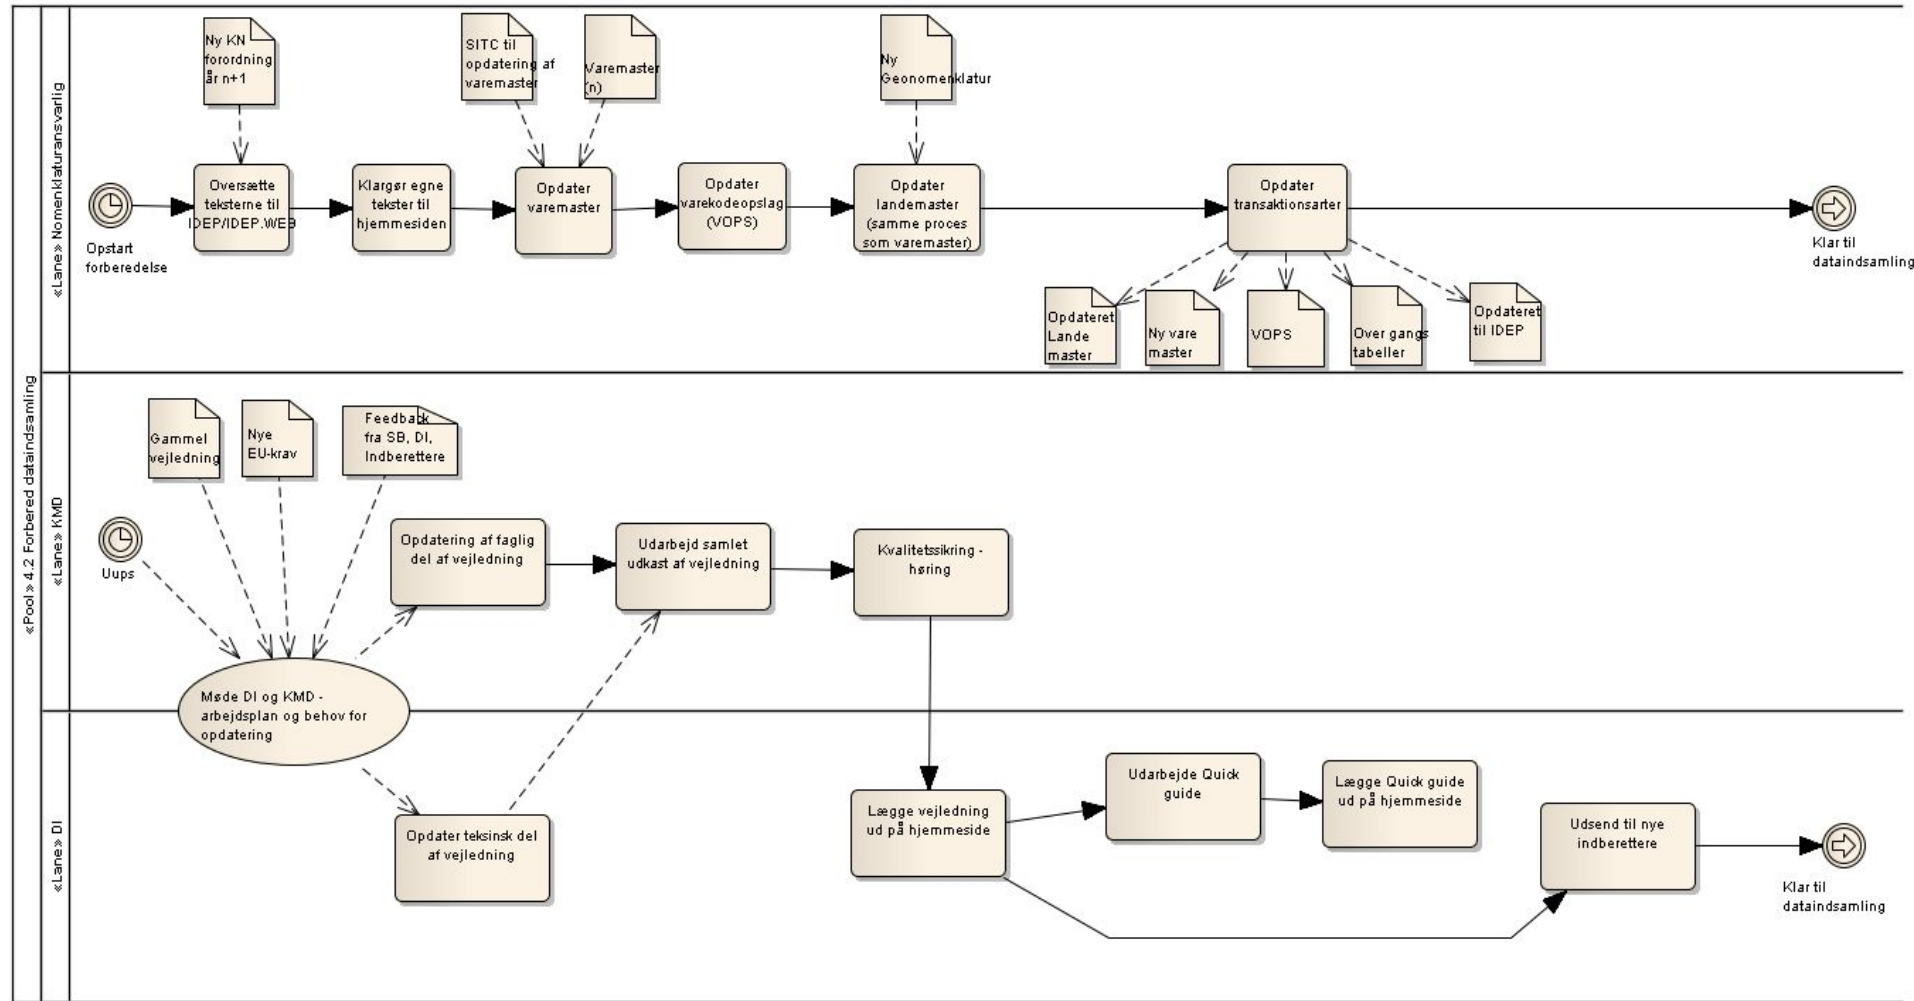 «Pool» 4.2 Forbered dataindsamling
«Lane» Nomenklaturansvarlig
Ny KN
forordning
år n+1
SITC til
opdatering af
varemaster
Varemaster
(n)
Ny
Geonomenklatur
Opstart
forberedelse
Oversætte
teksterne til
IDEP/IDEP.WEB
Klargør egne
tekster til
hjemmesiden
Opdater
varemaster
Opdater
varekodeopslag
(VOPS)
Opdater
landemaster
(samme proces
som varemaster)
Opdater
transaktionsarter
Klar til
dataindsamling
Opdateret
Lande
master
Ny vare
master
VOPS
Over gangs
tabeller
Opdateret
til IDEP
«Lane» KMD
Gammel
vejledning
Nye
EU-krav
Feedback
fra SB, DI,
Indberettere
Uups
Opdatering af faglig
del af vejledning
Udarbejd samlet
udkast af vejledning
Kvalitetssikring -
høring
Møde DI og KMD -
arbejdsplan og behov for
opdatering
«Lane» DI
Opdater teksinsk del
af vejledning
Lægge vejledning
ud på hjemmeside
Udarbejde Quick
guide
Lægge Quick guide
ud på hjemmeside
Udsend til nye
indberettere
Klar til
dataindsamling